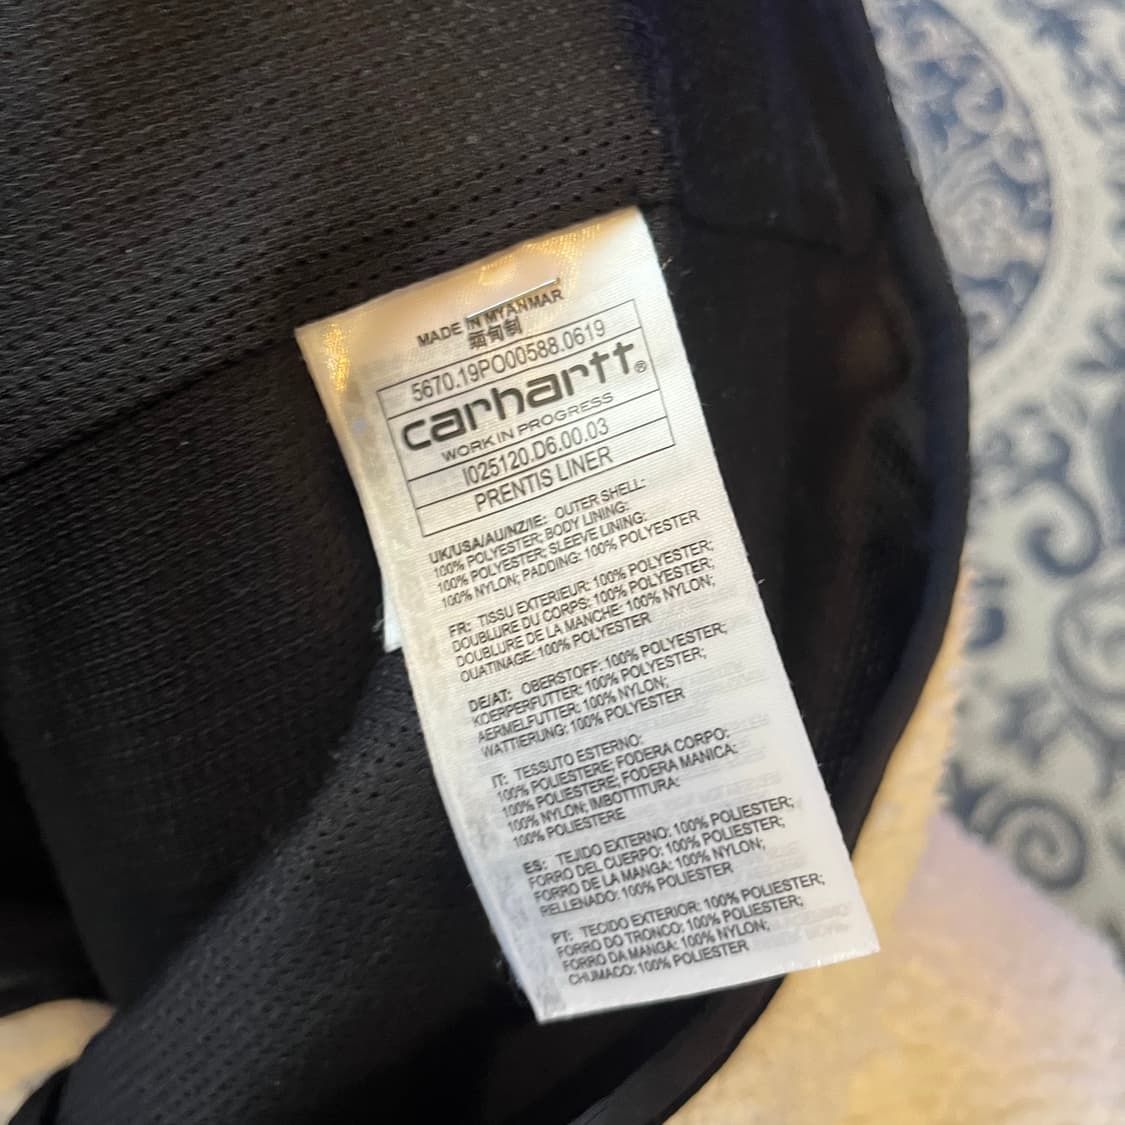 MADE IN MYANMAR
缅甸制
5670.19PO00588.0619
carhartt®
WORK IN PROGRESS
I025120.D6.00.03
PRENTIS LINER
UK/USA/AU/NZ/IE: OUTER SHELL:
100% POLYESTER; BODY LINING:
100% POLYESTER; SLEEVE LINING:
100% NYLON; PADDING: 100% POLYESTER
FR: TISSU EXTERIEUR: 100% POLYESTER;
DOUBLURE DU CORPS: 100% POLYESTER;
DOUBLURE DE LA MANCHE: 100% NYLON;
OUATINAGE: 100% POLYESTER
DE/AT: OBERSTOFF: 100% POLYESTER;
KOERPERFUTTER: 100% POLYESTER;
AERMELFUTTER: 100% NYLON;
WATTIERUNG: 100% POLYESTER
IT: TESSUTO ESTERNO:
100% POLIESTERE; FODERA CORPO:
100% POLIESTERE; FODERA MANICA:
100% NYLON; IMBOTTITURA:
100% POLIESTERE
ES: TEJIDO EXTERNO: 100% POLIESTER;
FORRO DEL CUERPO: 100% POLIESTER;
FORRO DE LA MANGA: 100% NYLON;
RELLENADO: 100% POLIESTER
PT: TECIDO EXTERIOR: 100% POLIESTER;
FORRO DO TRONCO: 100% POLIESTER;
FORRO DA MANGA: 100% NYLON;
CHUMACO: 100% POLIESTER